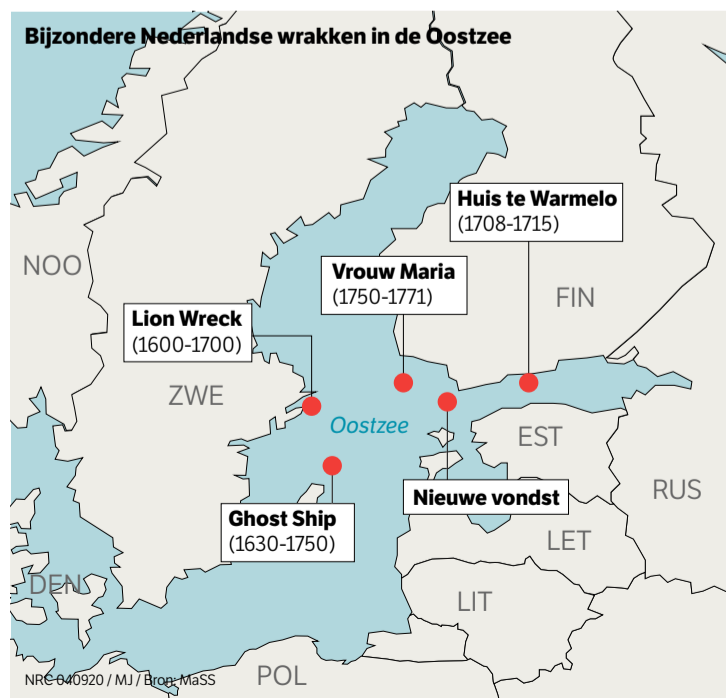 Bijzondere Nederlandse wrakken in de Oostzee
Huis te Warmelo
(1708-1715)
NOO
Vrouw Maria
(1750-1771)
FIN
Lion Wreck
(1600-1700)
ZWE
Oostzee
EST
Nieuwe vondst
RUS
Ghost Ship
(1630-1750)
LET
DEN
LIT
POL
NRC 040920 / MJ / Bron: MaSS